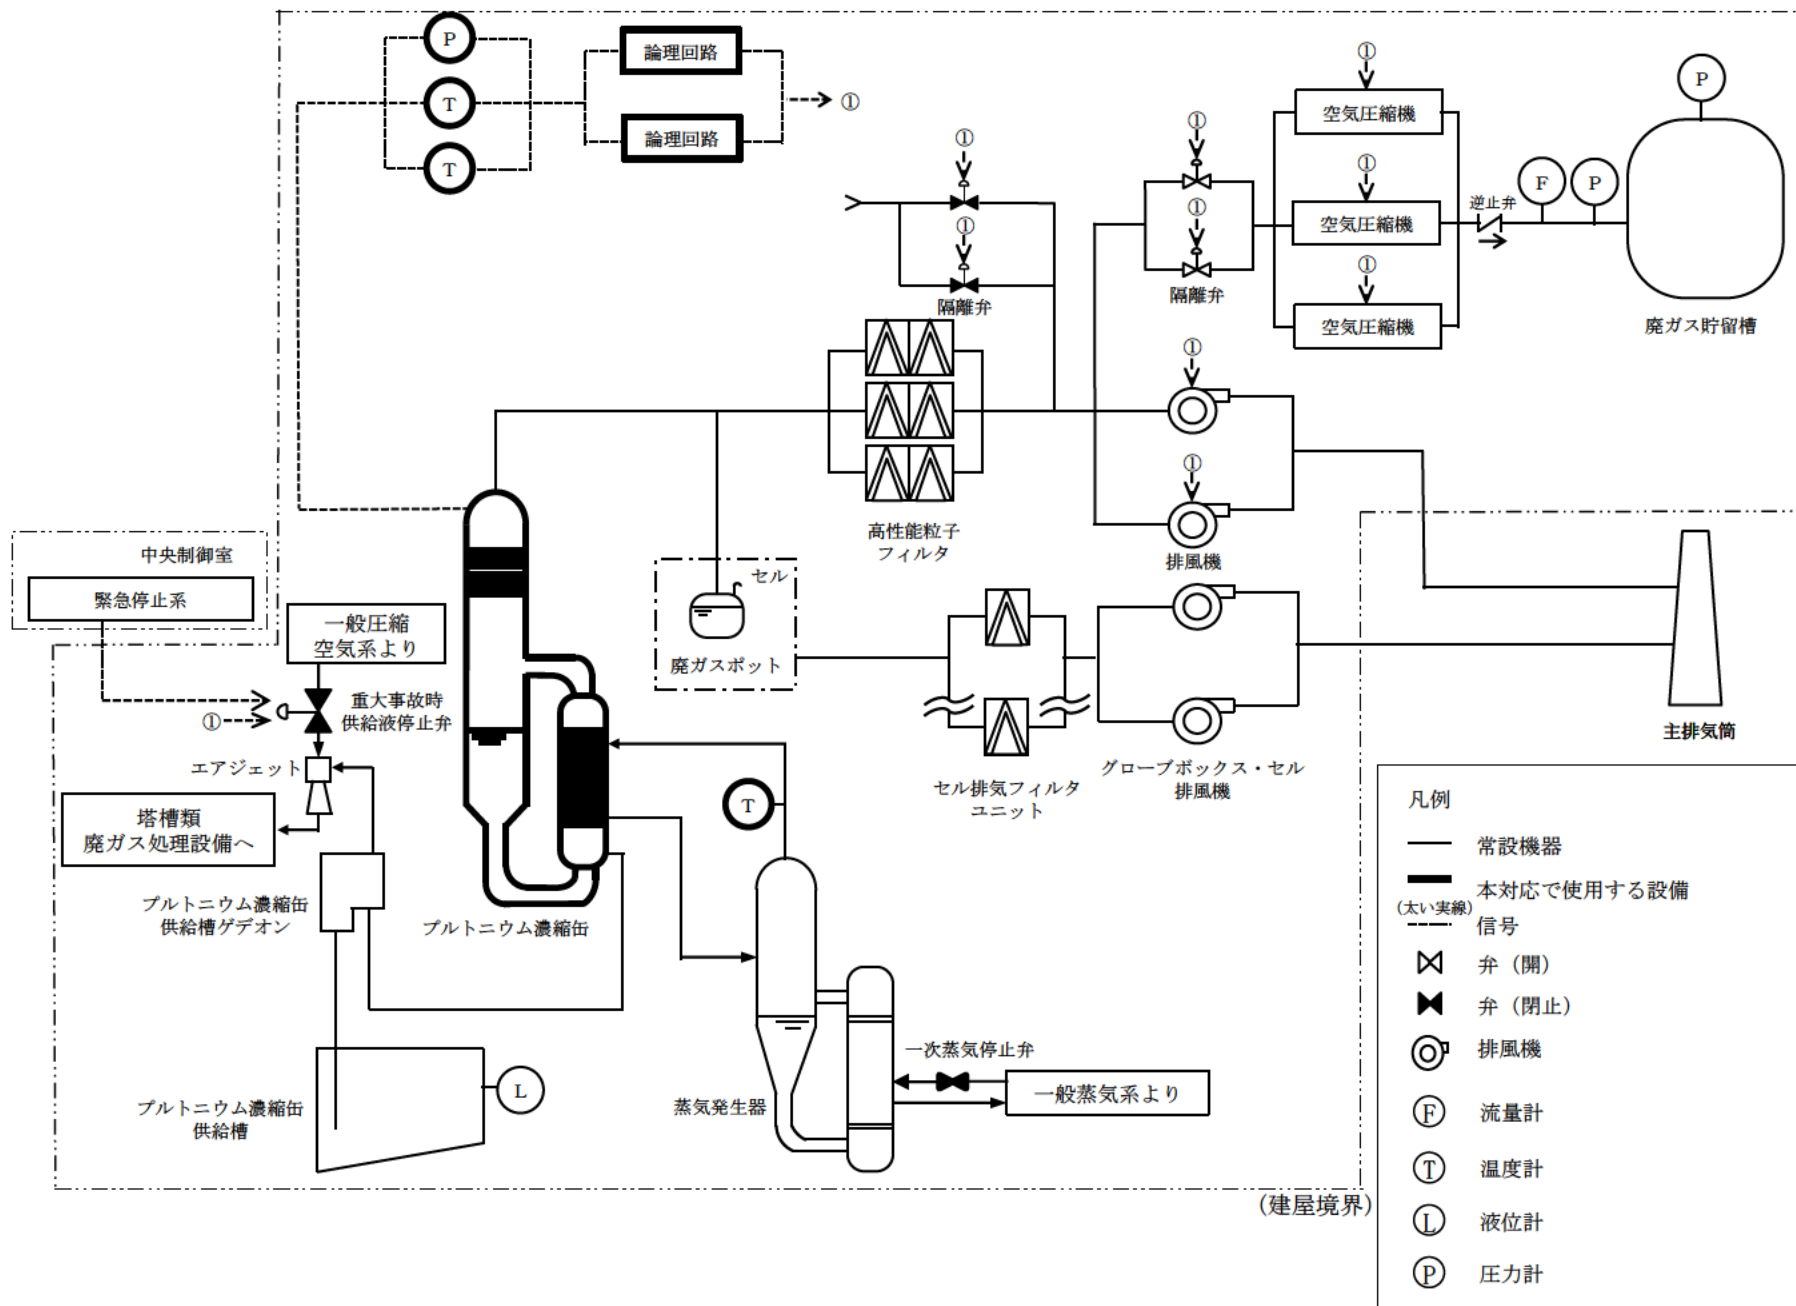 P
T
T
論理回路
論理回路
①
①
①
隔離弁
①
①
隔離弁
①
空気圧縮機
①
空気圧縮機
①
空気圧縮機
逆止弁
F
P
P
廃ガス貯留槽
高性能粒子
フィルタ
①
①
排風機
中央制御室
緊急停止系
一般圧縮
空気系より
重大事故時
供給液停止弁
①
エアジェット
塔槽類
廃ガス処理設備へ
プルトニウム濃縮缶
供給槽ゲデオン
プルトニウム濃縮缶
セル
廃ガスポット
セル排気フィルタ
ユニット
グローブボックス・セル
排風機
主排気筒
T
プルトニウム濃縮缶
供給槽
L
蒸気発生器
一次蒸気停止弁
一般蒸気系より
(建屋境界)
凡例
常設機器
本対応で使用する設備
(太い実線)
信号
弁（開）
弁（閉止）
排風機
F 流量計
T 温度計
L 液位計
P 圧力計